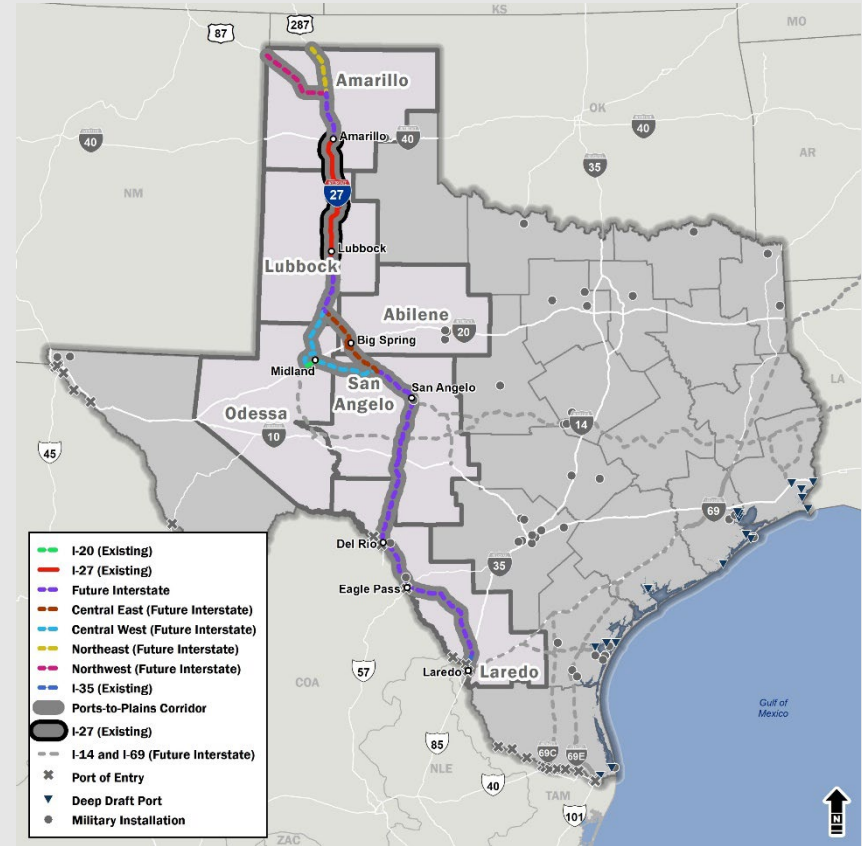 KS
MO
287
87
Amarillo
Amarillo
40
40
OK
40
AR
35
NM
27
Lubbock
Lubbock
Abilene
20
Big Spring
Midland
San
Angelo
San Angelo
LA
Odessa
10
14
45
69
Del Rio
35
Eagle Pass
Laredo
Laredo
57
COA
Gulf of
Mexico
85
NLE
69C
69E
40
TAM
101
ZAC
N
I-20 (Existing)
I-27 (Existing)
Future Interstate
Central East (Future Interstate)
Central West (Future Interstate)
Northeast (Future Interstate)
Northwest (Future Interstate)
I-35 (Existing)
Ports-to-Plains Corridor
I-27 (Existing)
I-14 and I-69 (Future Interstate)
Port of Entry
Deep Draft Port
Military Installation